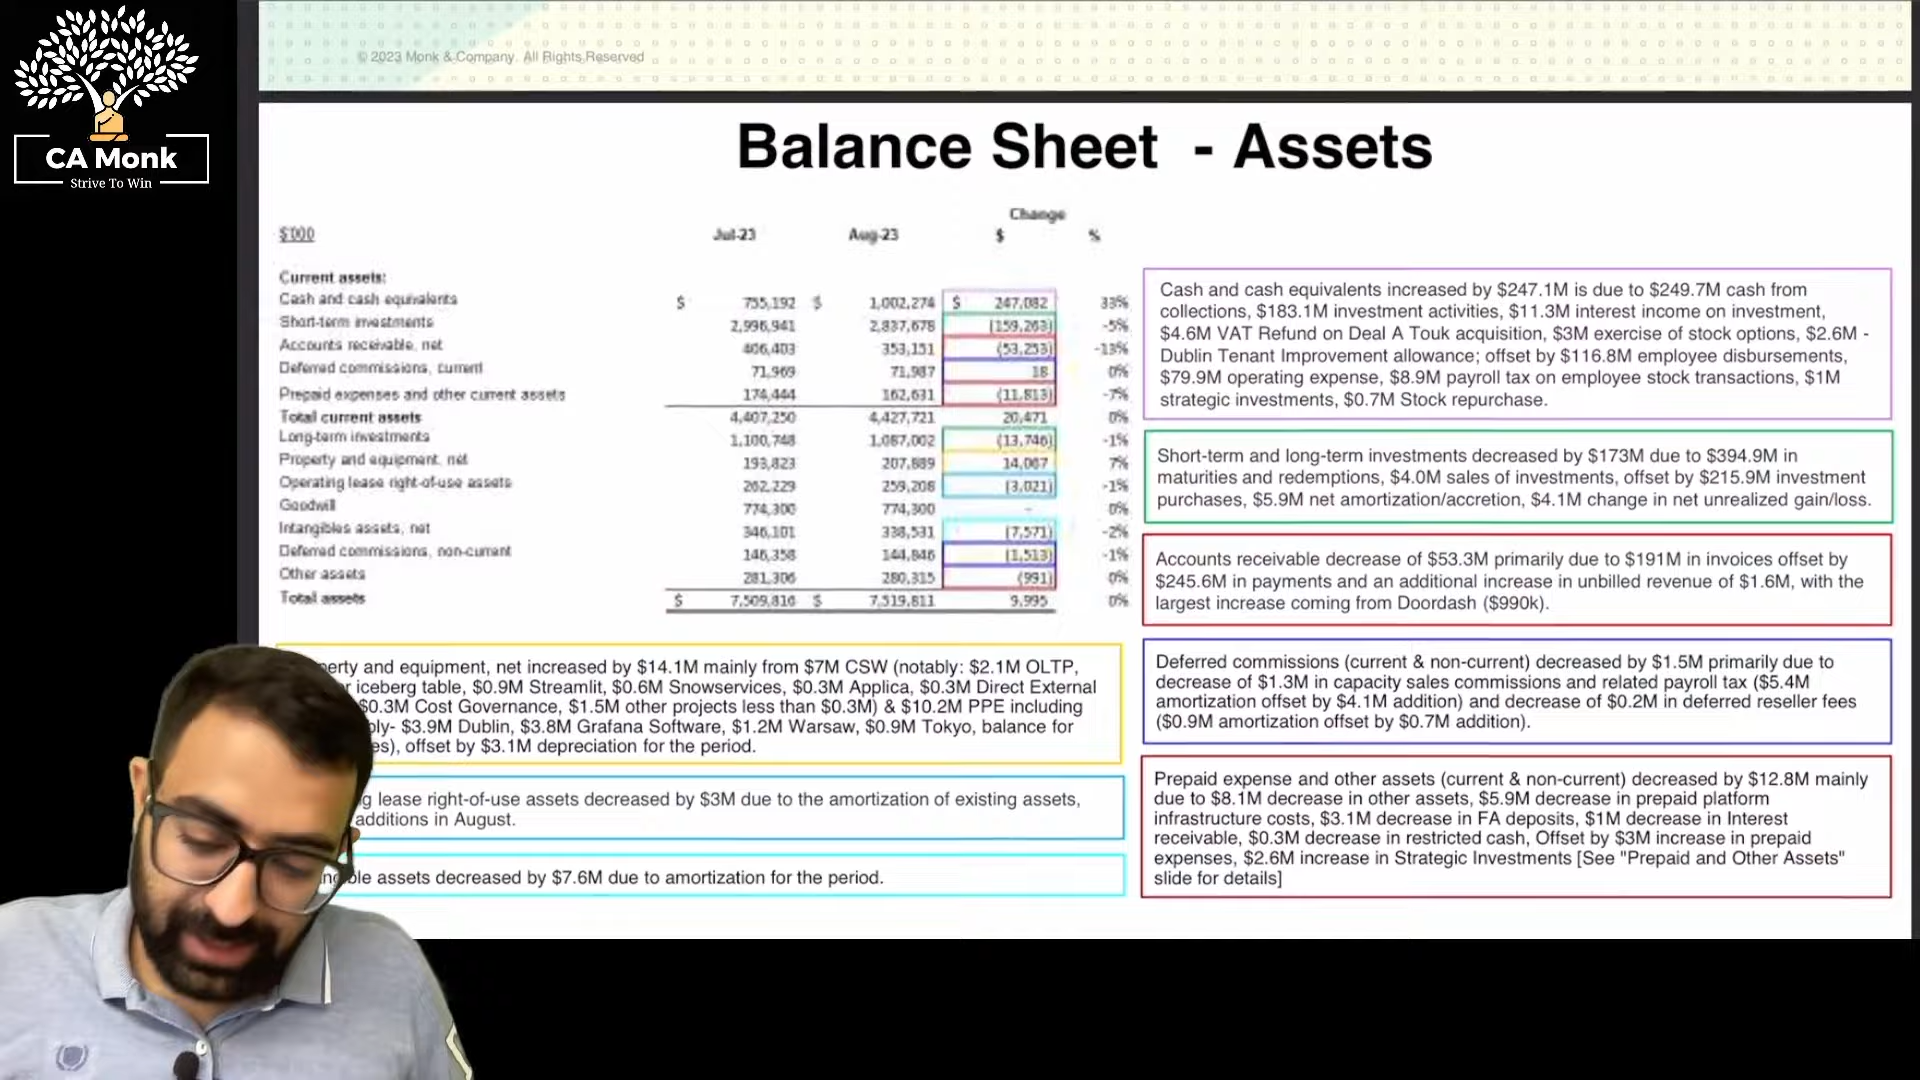 CA Monk
Strive To Win
© 2023 Monk & Company. All Rights Reserved
Balance Sheet - Assets
Change
$'000 Jul-23 Aug-23 $ %
Current assets:
Cash and cash equivalents $ 755,192 $ 1,002,274 $ 247,082 33%
Short-term investments 2,996,941 2,837,678 (159,263) -5%
Accounts receivable, net 406,403 353,151 (53,253) -13%
Deferred commissions, current 71,969 71,987 18 0%
Prepaid expenses and other current assets 174,444 162,631 (11,813) -7%
Total current assets 4,407,250 4,427,721 20,471 0%
Long-term investments 1,100,748 1,087,002 (13,746) -1%
Property and equipment, net 193,823 207,889 14,067 7%
Operating lease right-of-use assets 262,229 259,208 (3,021) -1%
Goodwill 774,300 774,300 - 0%
Intangibles assets, net 346,101 338,531 (7,571) -2%
Deferred commissions, non-current 146,358 144,846 (1,513) -1%
Other assets 281,306 280,315 (991) 0%
Total assets $ 7,509,816 $ 7,519,811 9,995 0%
Cash and cash equivalents increased by $247.1M is due to $249.7M cash from
collections, $183.1M investment activities, $11.3M interest income on investment,
$4.6M VAT Refund on Deal A Touk acquisition, $3M exercise of stock options, $2.6M -
Dublin Tenant Improvement allowance; offset by $116.8M employee disbursements,
$79.9M operating expense, $8.9M payroll tax on employee stock transactions, $1M
strategic investments, $0.7M Stock repurchase.
Short-term and long-term investments decreased by $173M due to $394.9M in
maturities and redemptions, $4.0M sales of investments, offset by $215.9M investment
purchases, $5.9M net amortization/accretion, $4.1M change in net unrealized gain/loss.
Accounts receivable decrease of $53.3M primarily due to $191M in invoices offset by
$245.6M in payments and an additional increase in unbilled revenue of $1.6M, with the
largest increase coming from Doordash ($990k).
Deferred commissions (current & non-current) decreased by $1.5M primarily due to
decrease of $1.3M in capacity sales commissions and related payroll tax ($5.4M
amortization offset by $4.1M addition) and decrease of $0.2M in deferred reseller fees
($0.9M amortization offset by $0.7M addition).
Prepaid expense and other assets (current & non-current) decreased by $12.8M mainly
due to $8.1M decrease in other assets, $5.9M decrease in prepaid platform
infrastructure costs, $3.1M decrease in FA deposits, $1M decrease in Interest
receivable, $0.3M decrease in restricted cash, Offset by $3M increase in prepaid
expenses, $2.6M increase in Strategic Investments [See "Prepaid and Other Assets"
slide for details]
erty and equipment, net increased by $14.1M mainly from $7M CSW (notably: $2.1M OLTP,
r iceberg table, $0.9M Streamlit, $0.6M Snowservices, $0.3M Applica, $0.3M Direct External
$0.3M Cost Governance, $1.5M other projects less than $0.3M) & $10.2M PPE including
ply- $3.9M Dublin, $3.8M Grafana Software, $1.2M Warsaw, $0.9M Tokyo, balance for
es), offset by $3.1M depreciation for the period.
g lease right-of-use assets decreased by $3M due to the amortization of existing assets,
additions in August.
ble assets decreased by $7.6M due to amortization for the period.